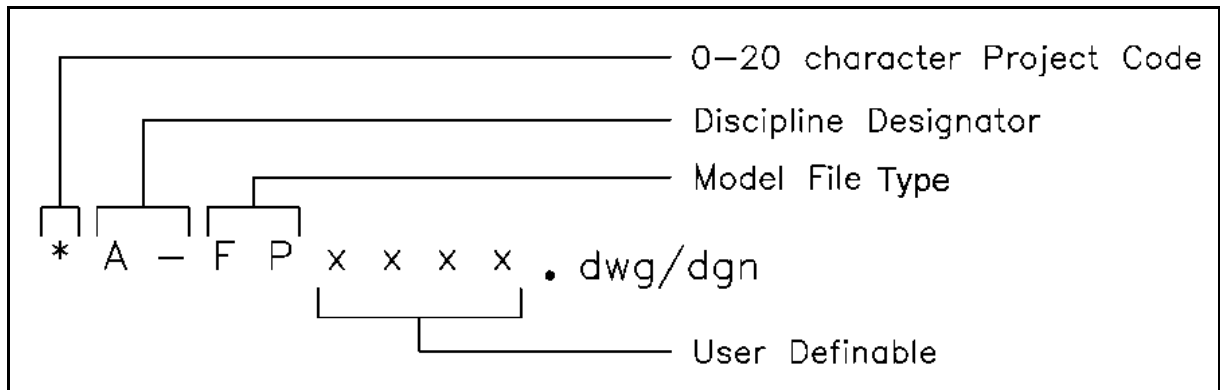 0-20 character Project Code
Discipline Designator
Model File Type
* A - F P x x x x . dwg/dgn
User Definable